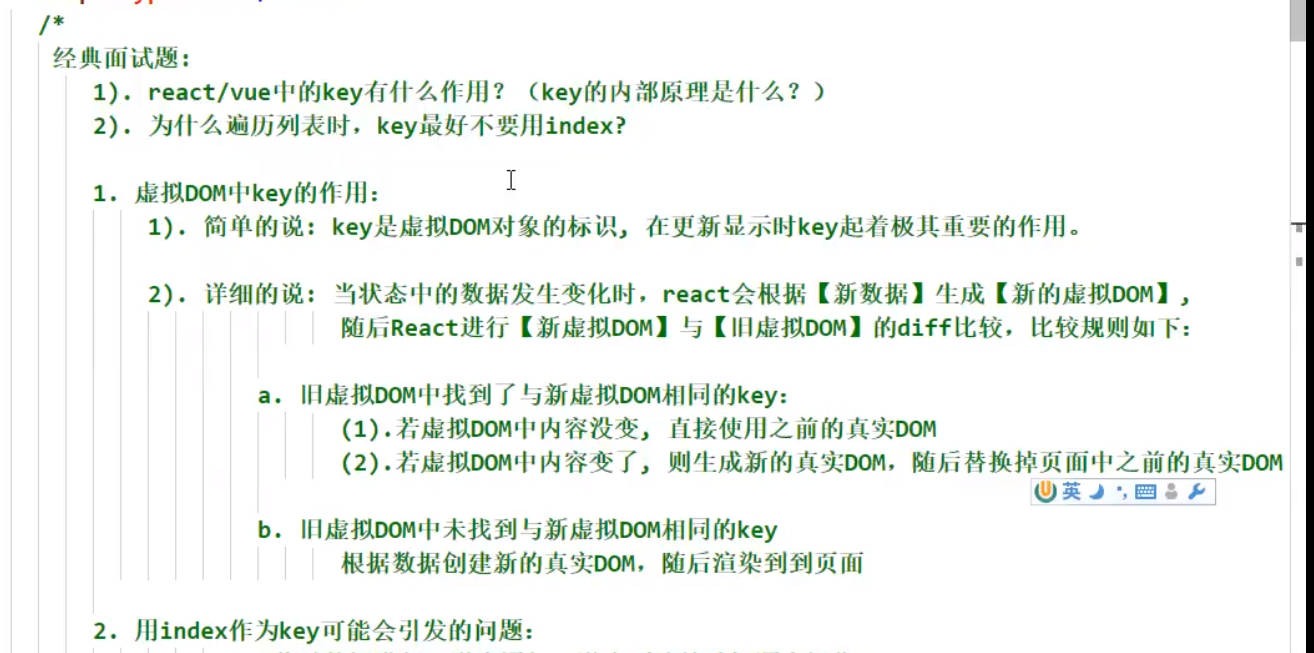 /*
经典面试题:
1). react/vue中的key有什么作用？（key的内部原理是什么？）
2). 为什么遍历列表时，key最好不要用index?
1. 虚拟DOM中key的作用:
1). 简单的说: key是虚拟DOM对象的标识, 在更新显示时key起着极其重要的作用。
2). 详细的说: 当状态中的数据发生变化时，react会根据【新数据】生成【新的虚拟DOM】,
随后React进行【新虚拟DOM】与【旧虚拟DOM】的diff比较，比较规则如下:
a. 旧虚拟DOM中找到了与新虚拟DOM相同的key:
(1).若虚拟DOM中内容没变, 直接使用之前的真实DOM
(2).若虚拟DOM中内容变了, 则生成新的真实DOM，随后替换掉页面中之前的真实DOM
英
b. 旧虚拟DOM中未找到与新虚拟DOM相同的key
根据数据创建新的真实DOM，随后渲染到到页面
2. 用index作为key可能会引发的问题: